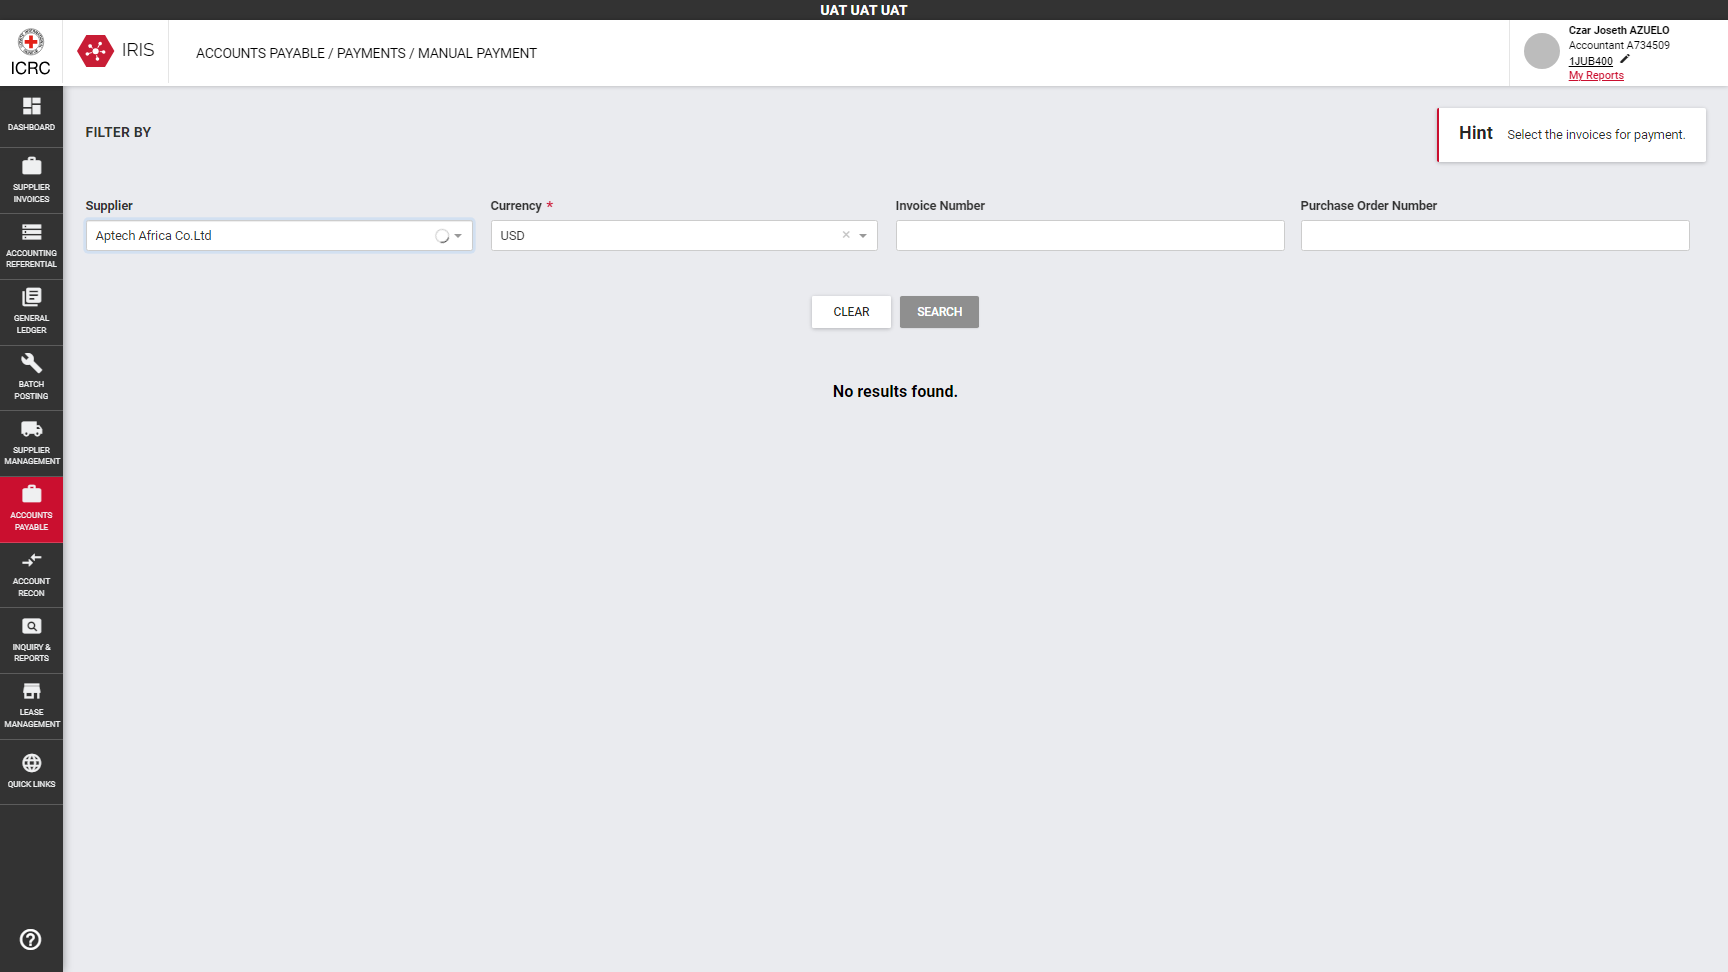 UAT UAT UAT
ICRC
IRIS
ACCOUNTS PAYABLE / PAYMENTS / MANUAL PAYMENT
Czar Joseth AZUELO
Accountant A734509
1JUB400
My Reports
DASHBOARD
SUPPLIER
INVOICES
ACCOUNTING
REFERENTIAL
GENERAL
LEDGER
BATCH
POSTING
SUPPLIER
MANAGEMENT
ACCOUNTS
PAYABLE
ACCOUNT
RECON
INQUIRY &
REPORTS
LEASE
MANAGEMENT
QUICK LINKS
FILTER BY
Hint Select the invoices for payment.
Supplier Currency * Invoice Number Purchase Order Number
Aptech Africa Co.Ltd USD ×
CLEAR SEARCH
No results found.